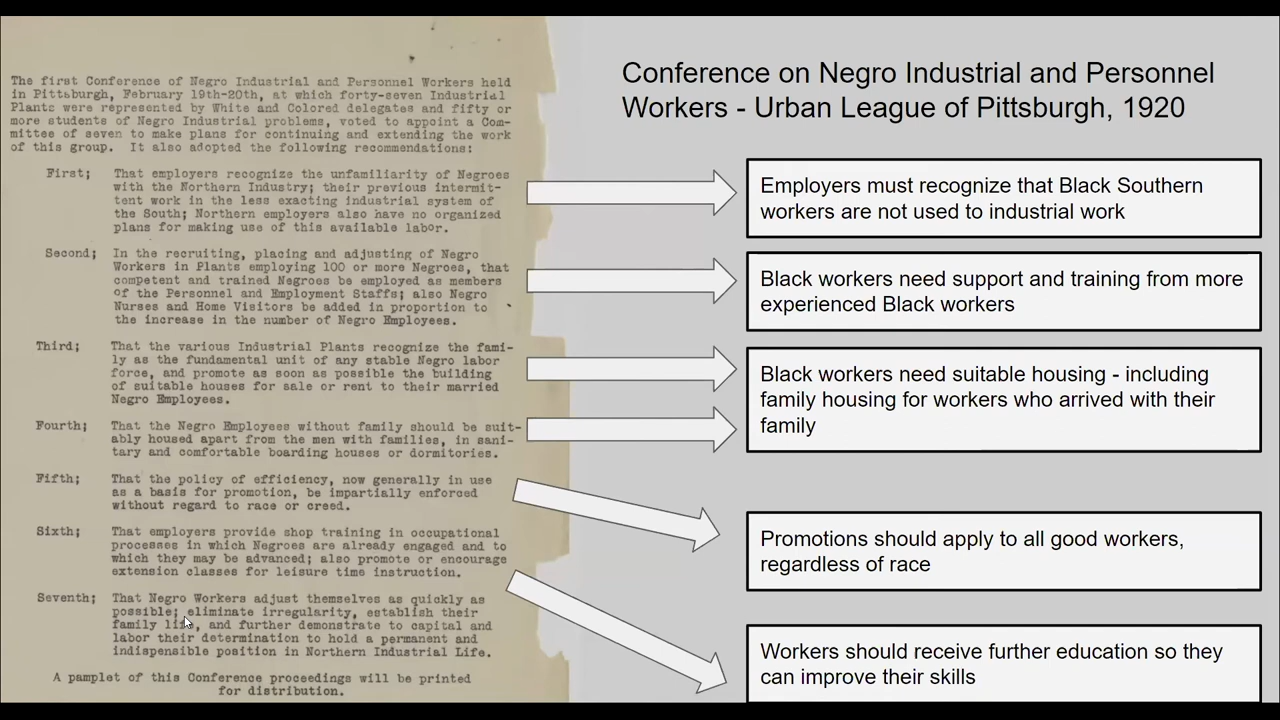 The first Conference of Negro Industrial and Personnel Workers held
in Pittsburgh, February 19th-20th, at which forty-seven Industrial
Plants were represented by White and Colored delegates and fifty or
more students of Negro Industrial problems, voted to appoint a Com-
mittee of seven to make plans for continuing and extending the work
of this group. It also adopted the following recommendations:
First; That employers recognize the unfamiliarity of Negroes
with the Northern Industry; their previous intermit-
tent work in the less exacting industrial system of
the South; Northern employers also have no organized
plans for making use of this available labor.
Second; In the recruiting, placing and adjusting of Negro
Workers in Plants employing 100 or more Negroes, that
competent and trained Negroes be employed as members
of the Personnel and Employment Staffs; also Negro
Nurses and Home Visitors be added in proportion to
the increase in the number of Negro Employees.
Third; That the various Industrial Plants recognize the fami-
ly as the fundamental unit of any stable Negro labor
force, and promote as soon as possible the building
of suitable houses for sale or rent to their married
Negro Employees.
Fourth; That the Negro Employees without family should be suit-
ably housed apart from the men with families, in sani-
tary and comfortable boarding houses or dormitories.
Fifth; That the policy of efficiency, now generally in use
as a basis for promotion, be impartially enforced
without regard to race or creed.
Sixth; That employers provide shop training in occupational
processes in which Negroes are already engaged and to
which they may be advanced; also promote or encourage
extension classes for leisure time instruction.
Seventh; That Negro Workers adjust themselves as quickly as
possible; eliminate irregularity, establish their
family life, and further demonstrate to capital and
labor their determination to hold a permanent and
indispensible position in Northern Industrial Life.
A pamplet of this Conference proceedings will be printed
for distribution.
Conference on Negro Industrial and Personnel
Workers - Urban League of Pittsburgh, 1920
Employers must recognize that Black Southern
workers are not used to industrial work
Black workers need support and training from more
experienced Black workers
Black workers need suitable housing - including
family housing for workers who arrived with their
family
Promotions should apply to all good workers,
regardless of race
Workers should receive further education so they
can improve their skills